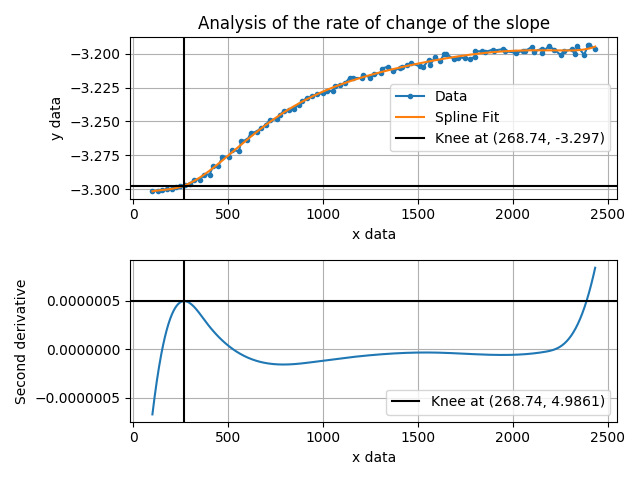 Analysis of the rate of change of the slope
−3.200
−3.225
−3.250
−3.275
−3.300
y data
Data
Spline Fit
Knee at (268.74, -3.297)
0 500 1000 1500 2000 2500
x data
0.0000005
0.0000000
−0.0000005
Second derivative
Knee at (268.74, 4.9861)
0 500 1000 1500 2000 2500
x data